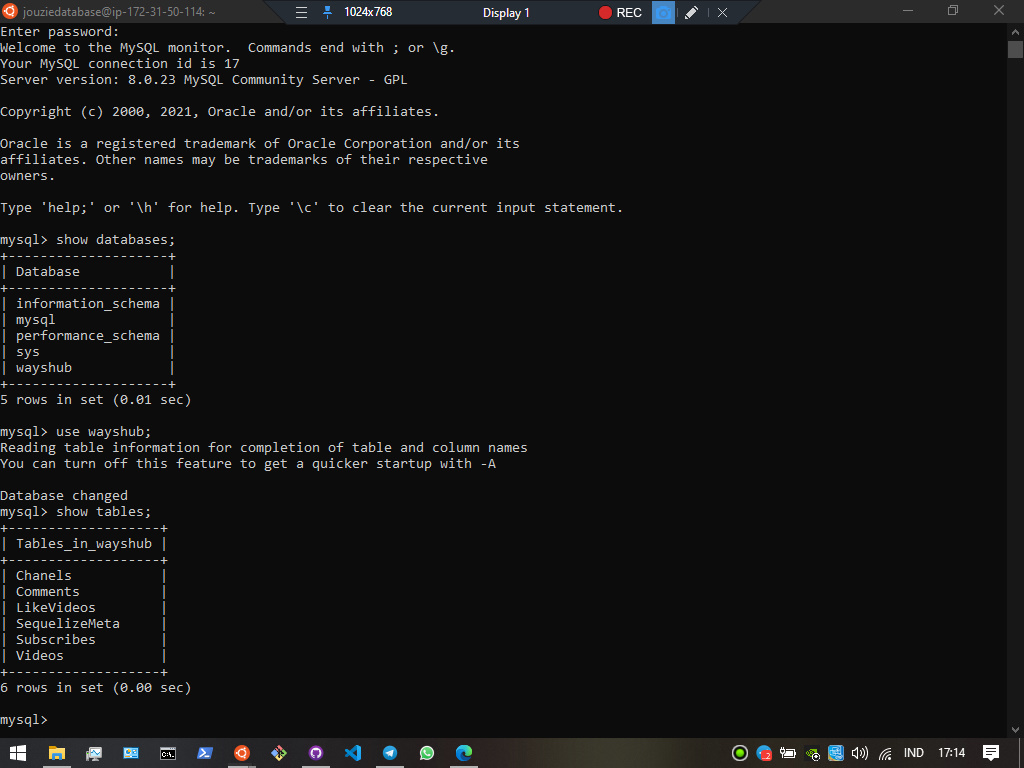 jouziedatabase@ip-172-31-50-114: ~
1024x768
Display 1
REC
Enter password:
Welcome to the MySQL monitor.  Commands end with ; or \g.
Your MySQL connection id is 17
Server version: 8.0.23 MySQL Community Server - GPL
Copyright (c) 2000, 2021, Oracle and/or its affiliates.
Oracle is a registered trademark of Oracle Corporation and/or its
affiliates. Other names may be trademarks of their respective
owners.
Type 'help;' or '\h' for help. Type '\c' to clear the current input statement.
mysql> show databases;
+--------------------+
| Database           |
+--------------------+
| information_schema |
| mysql              |
| performance_schema |
| sys                |
| wayshub            |
+--------------------+
5 rows in set (0.01 sec)
mysql> use wayshub;
Reading table information for completion of table and column names
You can turn off this feature to get a quicker startup with -A
Database changed
mysql> show tables;
+-------------------+
| Tables_in_wayshub |
+-------------------+
| Chanels           |
| Comments          |
| LikeVideos        |
| SequelizeMeta     |
| Subscribes        |
| Videos            |
+-------------------+
6 rows in set (0.00 sec)
mysql>
IND
17:14